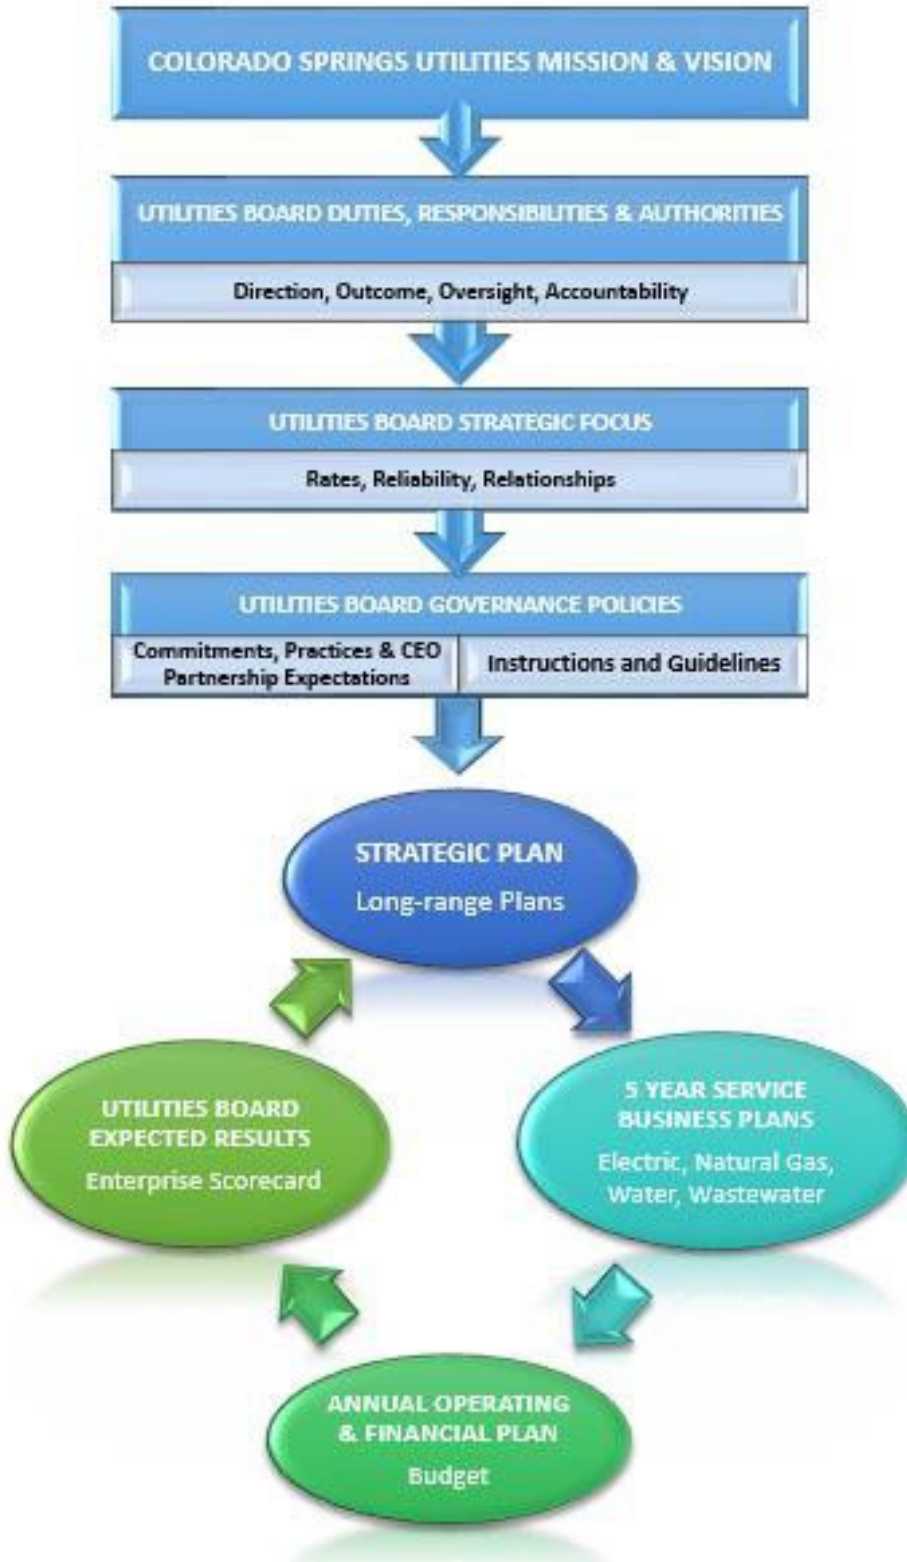 COLORADO SPRINGS UTILITIES MISSION & VISION
UTILITIES BOARD DUTIES, RESPONSIBILITIES & AUTHORITIES
Direction, Outcome, Oversight, Accountability
UTILITIES BOARD STRATEGIC FOCUS
Rates, Reliability, Relationships
UTILITIES BOARD GOVERNANCE POLICIES
Commitments, Practices & CEO
Partnership Expectations
Instructions and Guidelines
STRATEGIC PLAN
Long-range Plans
5 YEAR SERVICE
BUSINESS PLANS
Electric, Natural Gas,
Water, Wastewater
ANNUAL OPERATING
& FINANCIAL PLAN
Budget
UTILITIES BOARD
EXPECTED RESULTS
Enterprise Scorecard